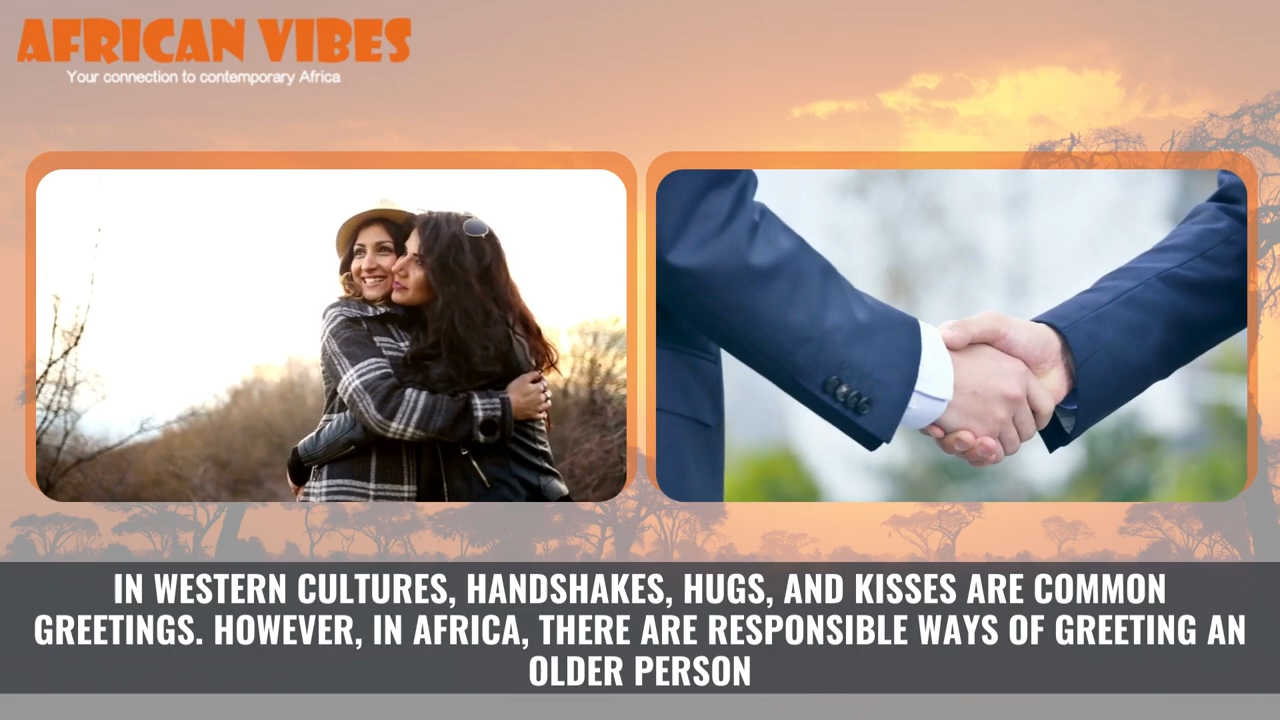 AFRICAN VIBES
Your connection to contemporary Africa
IN WESTERN CULTURES, HANDSHAKES, HUGS, AND KISSES ARE COMMON
GREETINGS. HOWEVER, IN AFRICA, THERE ARE RESPONSIBLE WAYS OF GREETING AN
OLDER PERSON